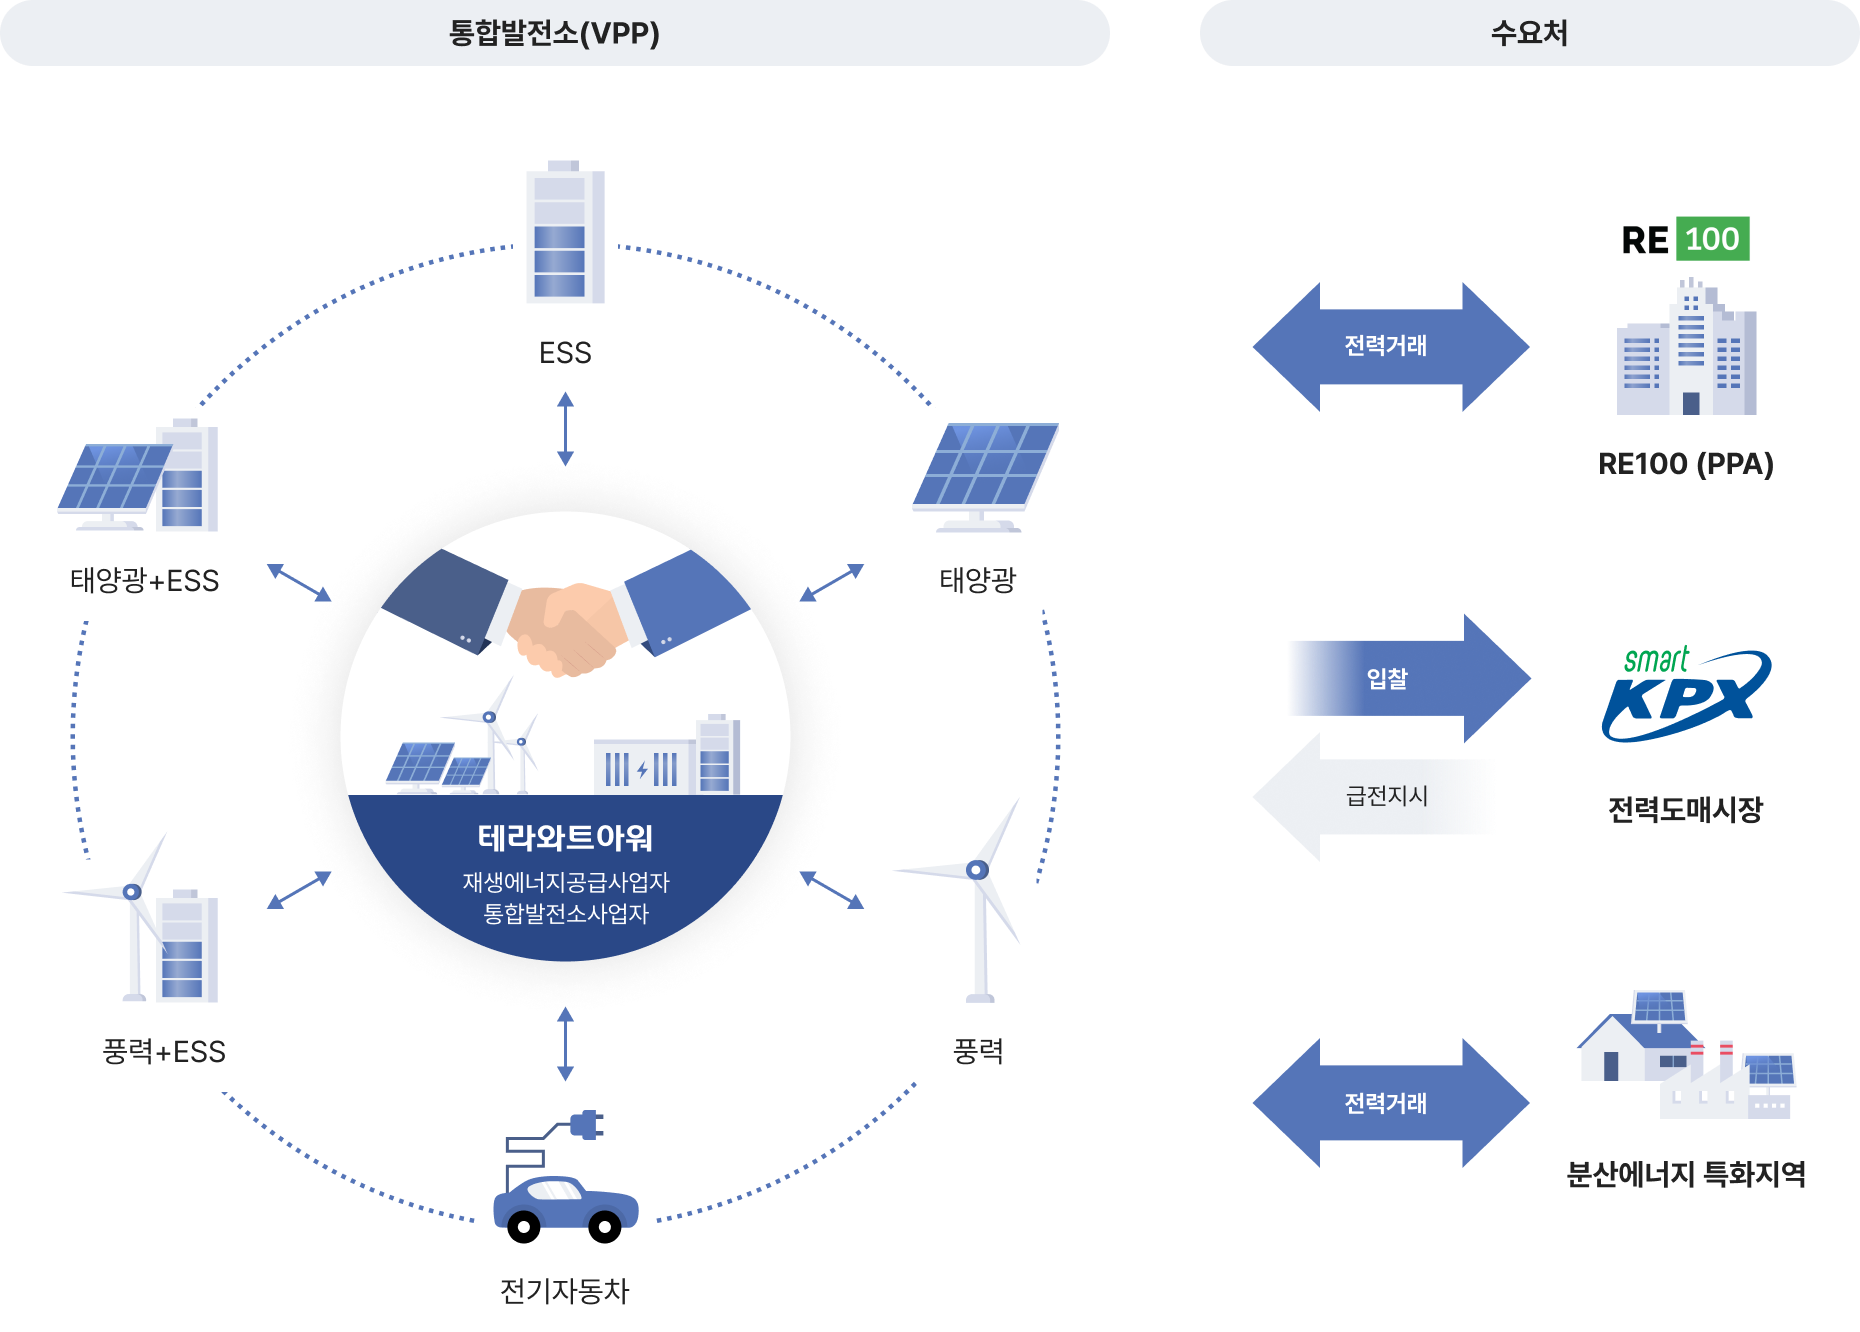 통합발전소(VPP)
수요처
ESS
태양광+ESS
태양광
테라와트아워
재생에너지공급사업자
통합발전소사업자
풍력+ESS
풍력
전기자동차
전력거래
RE 100
RE100 (PPA)
입찰
급전지시
smart
KPX
전력도매시장
전력거래
분산에너지 특화지역